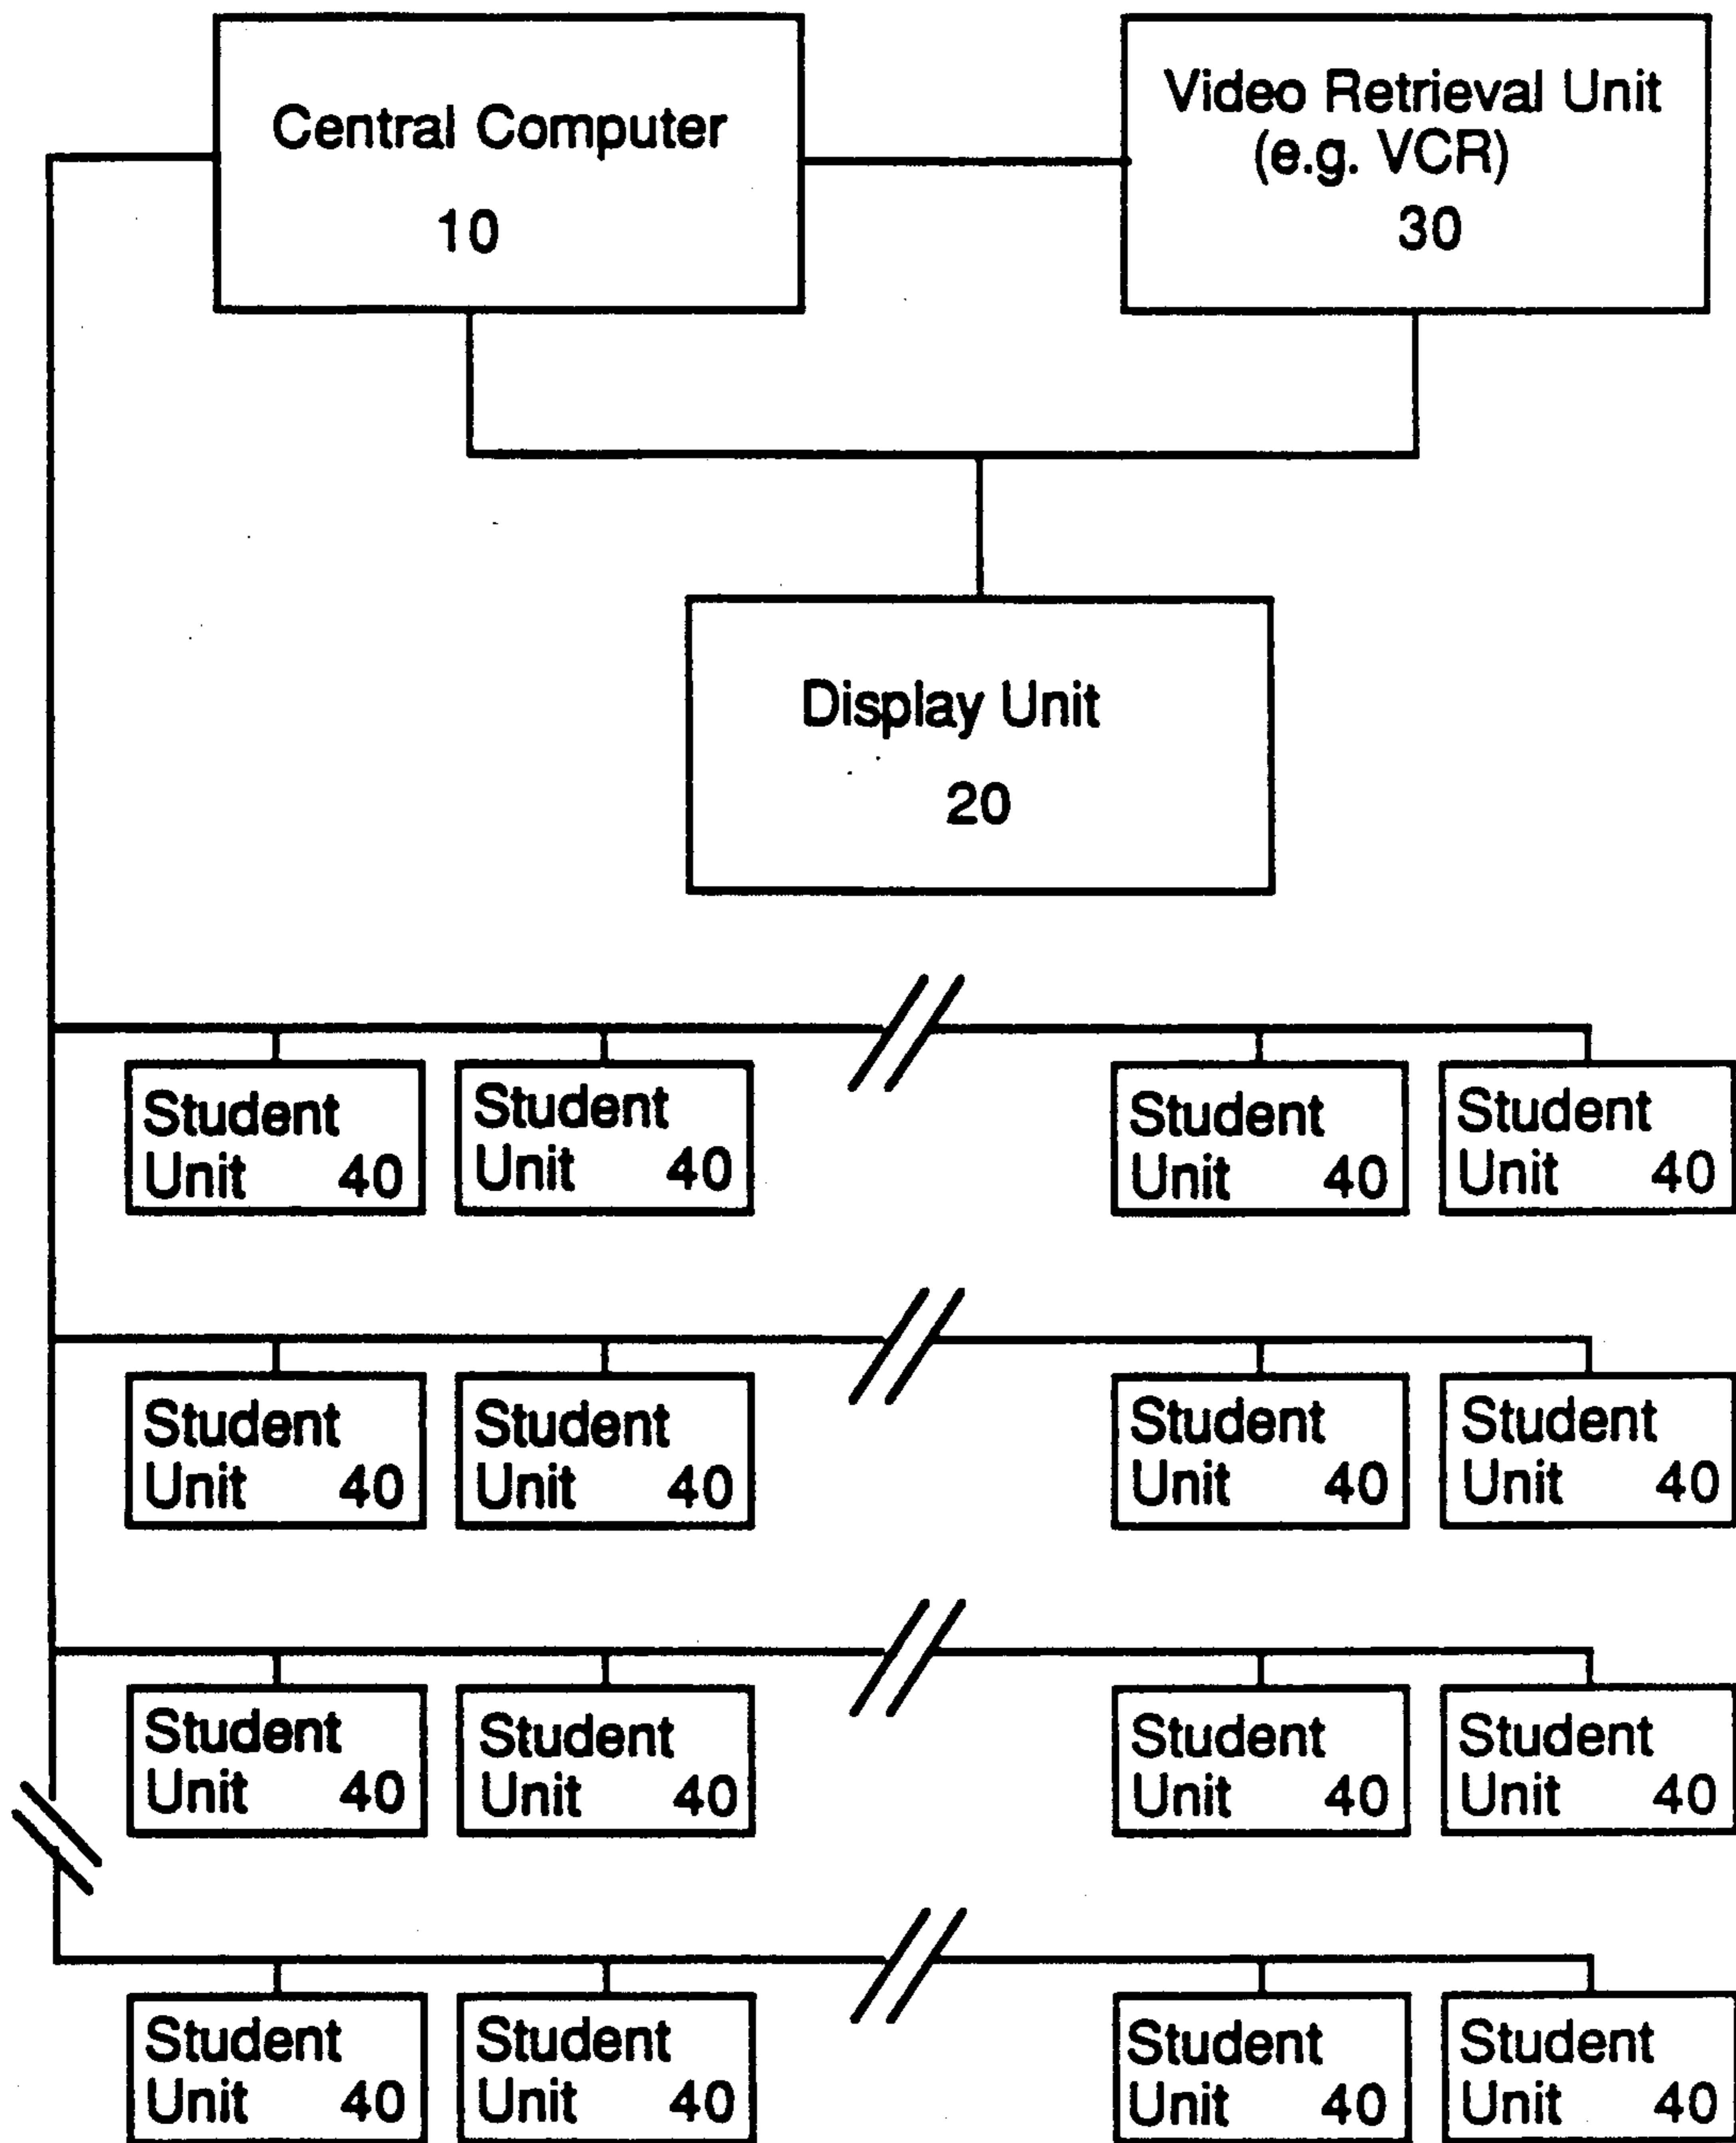 Central Computer
10
Video Retrieval Unit
(e.g. VCR)
30
Display Unit
20
Student
Unit 40
Student
Unit 40
Student
Unit 40
Student
Unit 40
Student
Unit 40
Student
Unit 40
Student
Unit 40
Student
Unit 40
Student
Unit 40
Student
Unit 40
Student
Unit 40
Student
Unit 40
Student
Unit 40
Student
Unit 40
Student
Unit 40
Student
Unit 40